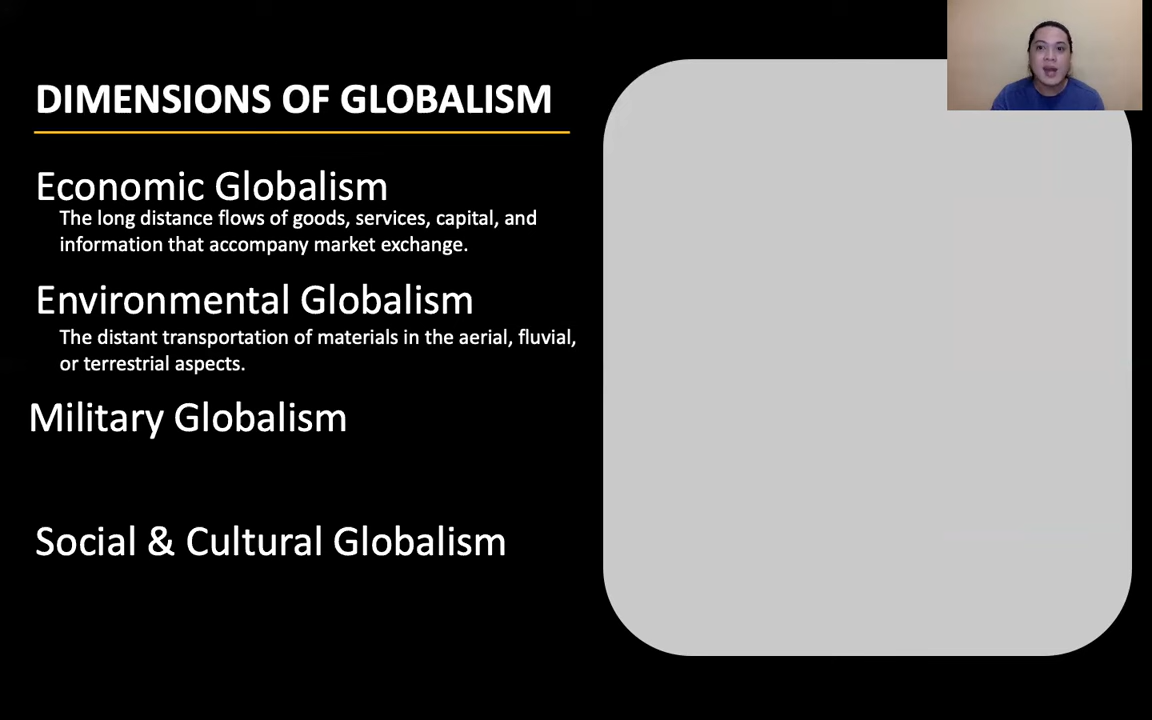 DIMENSIONS OF GLOBALISM
Economic Globalism
The long distance flows of goods, services, capital, and
information that accompany market exchange.
Environmental Globalism
The distant transportation of materials in the aerial, fluvial,
or terrestrial aspects.
Military Globalism
Social & Cultural Globalism